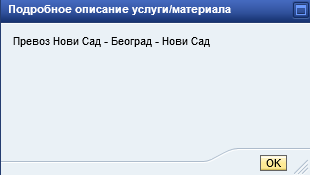 Подробное описание услуги/материала
Превоз Нови Сад - Београд - Нови Сад
OK